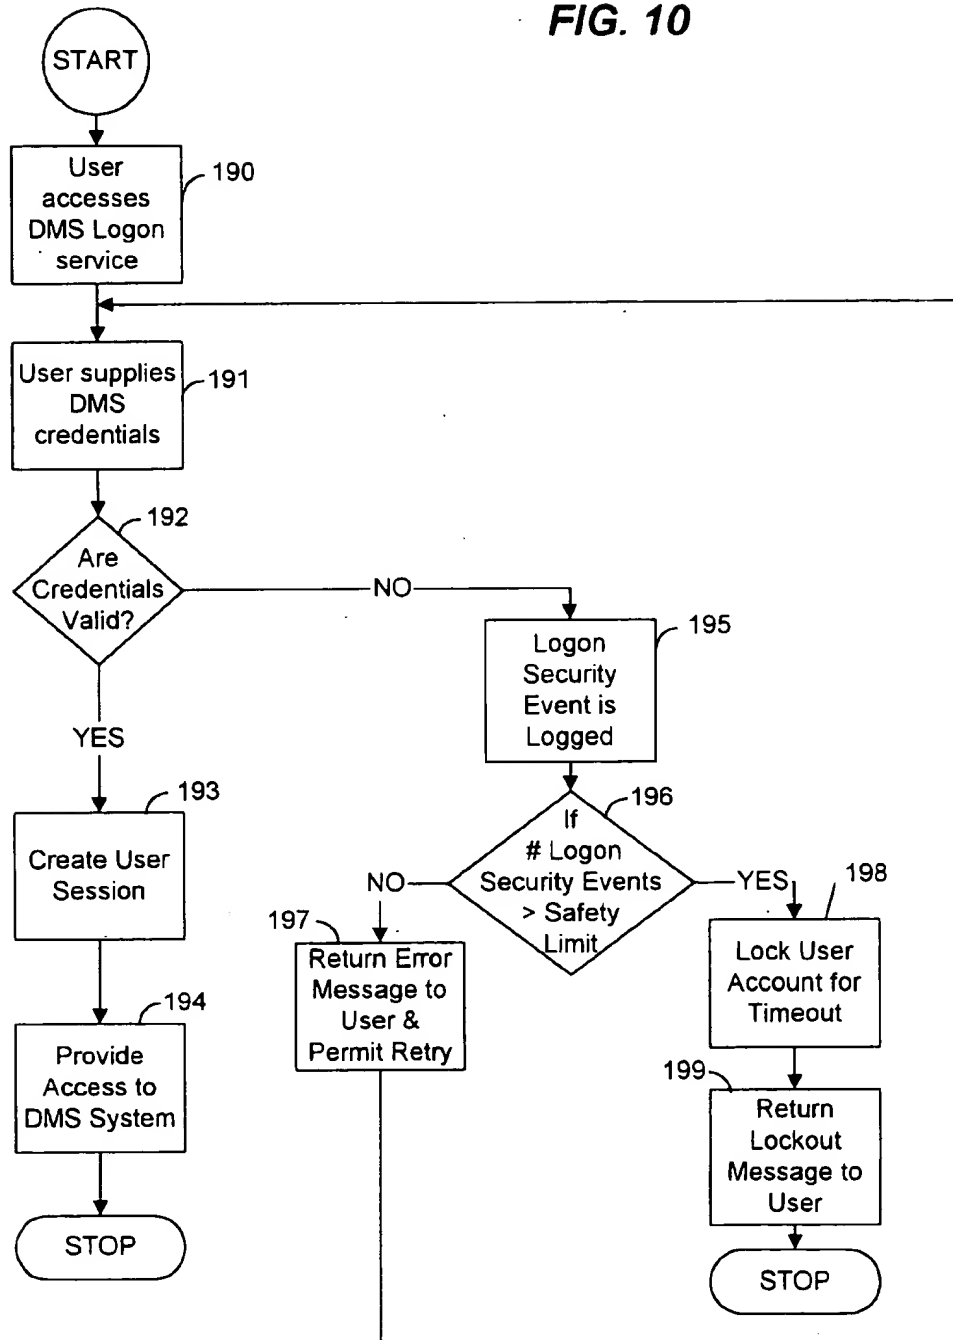 FIG. 10
START
User
accesses
DMS Logon
service
190
User supplies
DMS
credentials
191
Are
Credentials
Valid?
192
NO
YES
Logon
Security
Event is
Logged
195
Create User
Session
193
If
# Logon
Security Events
> Safety
Limit
196
NO
YES
197
Return Error
Message to
User &
Permit Retry
198
Lock User
Account for
Timeout
194
Provide
Access to
DMS System
199
Return
Lockout
Message to
User
STOP
STOP